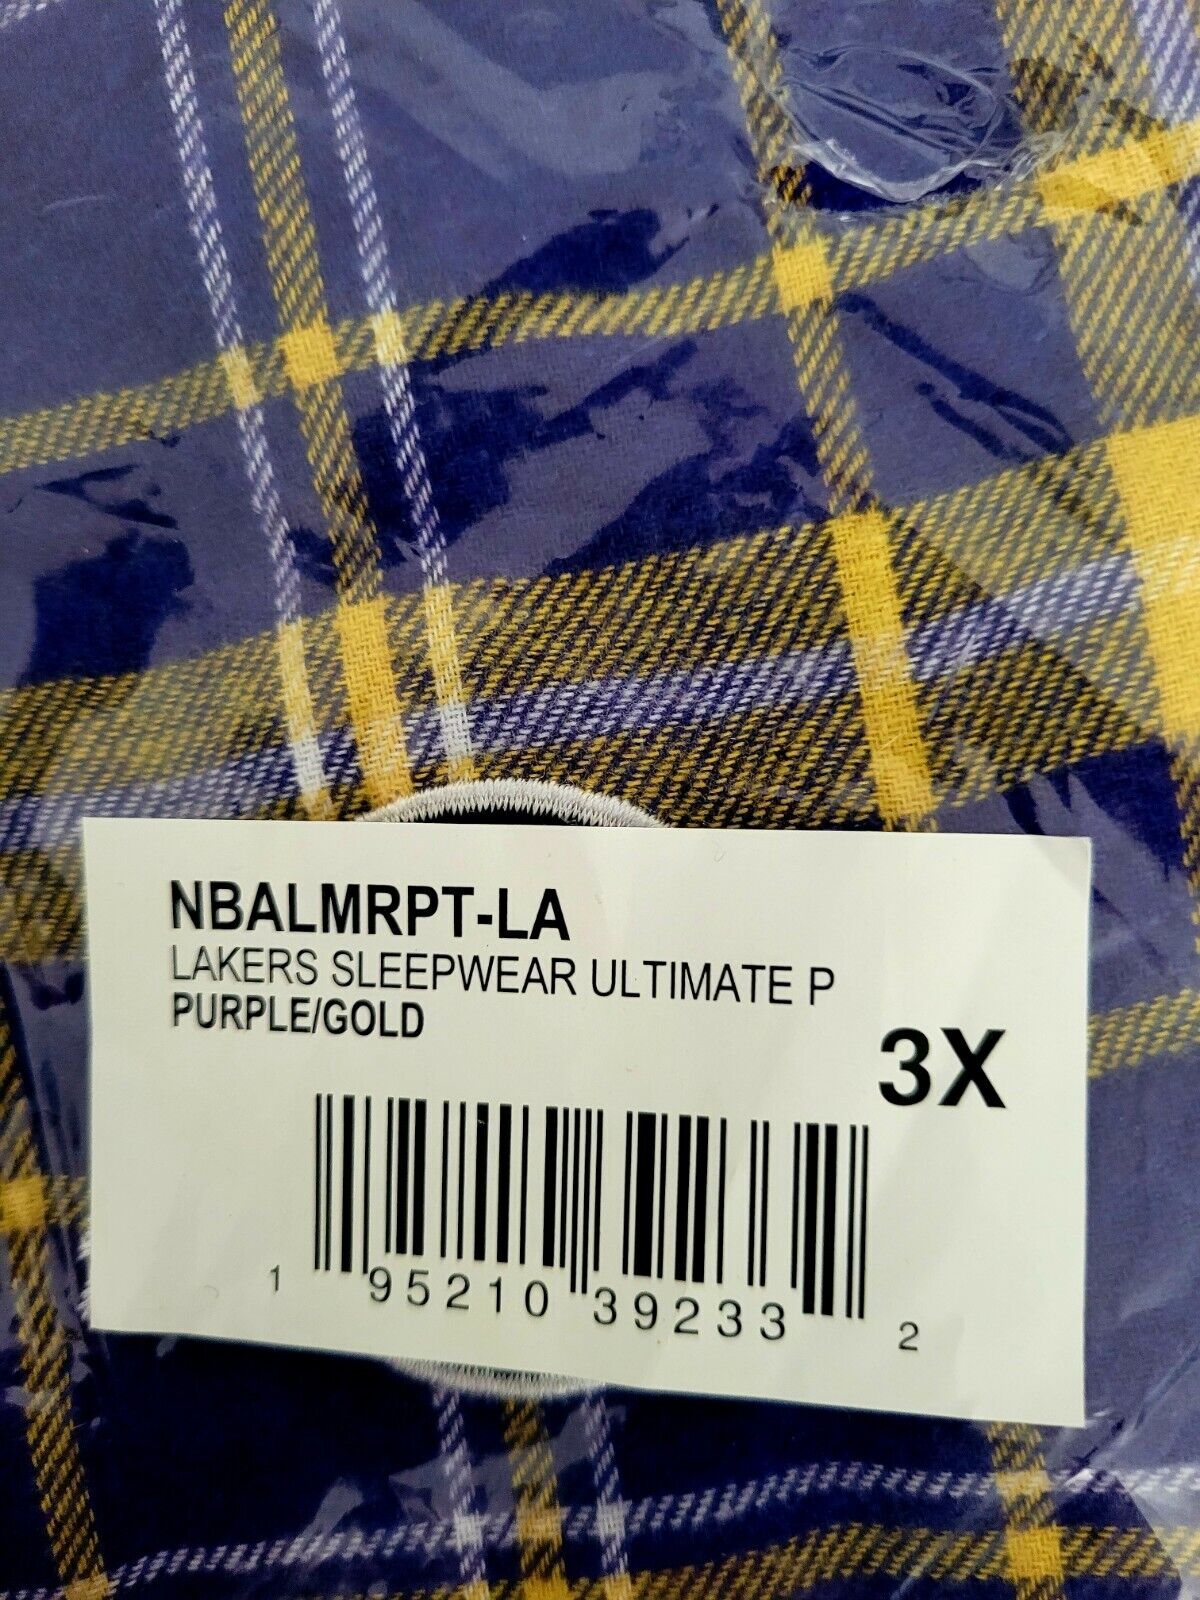 NBALMRPT-LA
LAKERS SLEEPWEAR ULTIMATE P
PURPLE/GOLD
3X
1 95210 39233 2